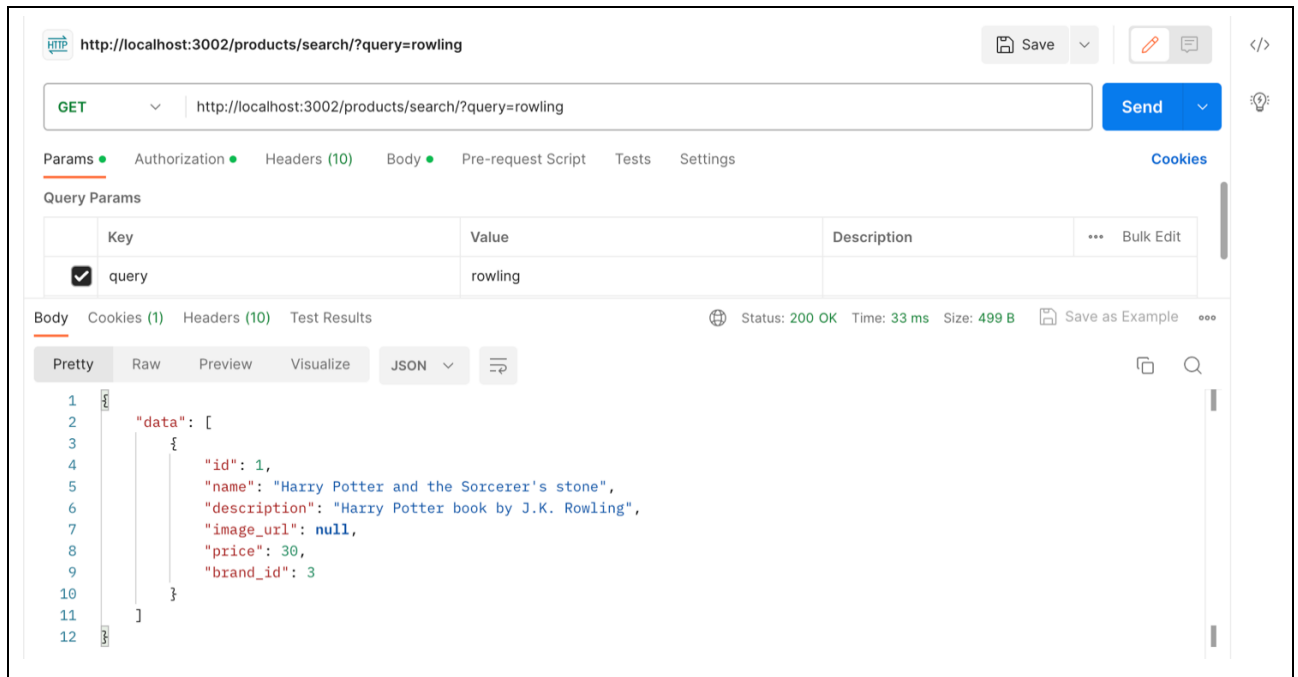 HTTP http://localhost:3002/products/search/?query=rowling Save </>
GET http://localhost:3002/products/search/?query=rowling Send
Params Authorization Headers (10) Body Pre-request Script Tests Settings Cookies
Query Params
Key Value Description ••• Bulk Edit
query rowling
Body Cookies (1) Headers (10) Test Results Status: 200 OK Time: 33 ms Size: 499 B Save as Example
Pretty Raw Preview Visualize JSON
1 {
2 "data": [
3 {
4 "id": 1,
5 "name": "Harry Potter and the Sorcerer's stone",
6 "description": "Harry Potter book by J.K. Rowling",
7 "image_url": null,
8 "price": 30,
9 "brand_id": 3
10 }
11 ]
12 }